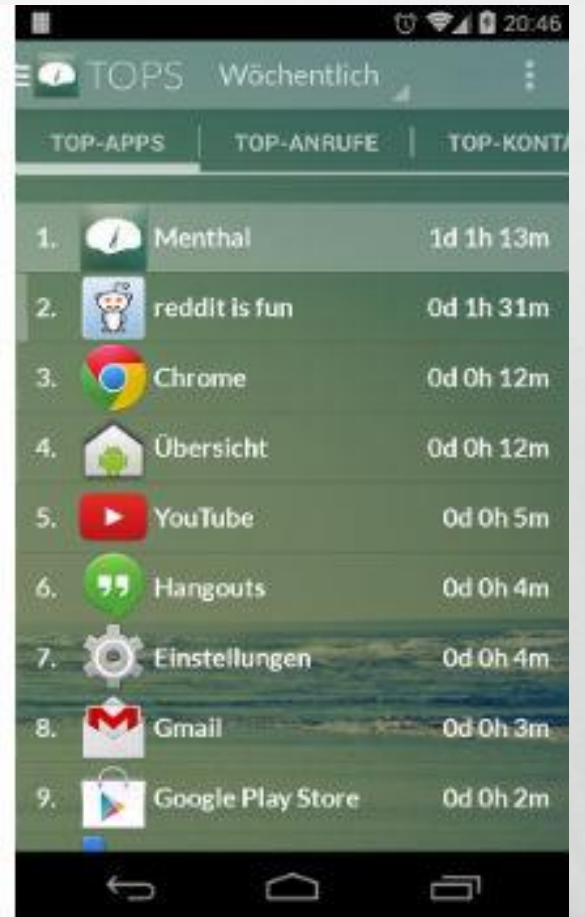 20:46
TOPS Wöchentlich
TOP-APPS TOP-ANRUFE TOP-KONTA
1. Menthal 1d 1h 13m
2. reddit is fun 0d 1h 31m
3. Chrome 0d 0h 12m
4. Übersicht 0d 0h 12m
5. YouTube 0d 0h 5m
6. Hangouts 0d 0h 4m
7. Einstellungen 0d 0h 4m
8. Gmail 0d 0h 3m
9. Google Play Store 0d 0h 2m